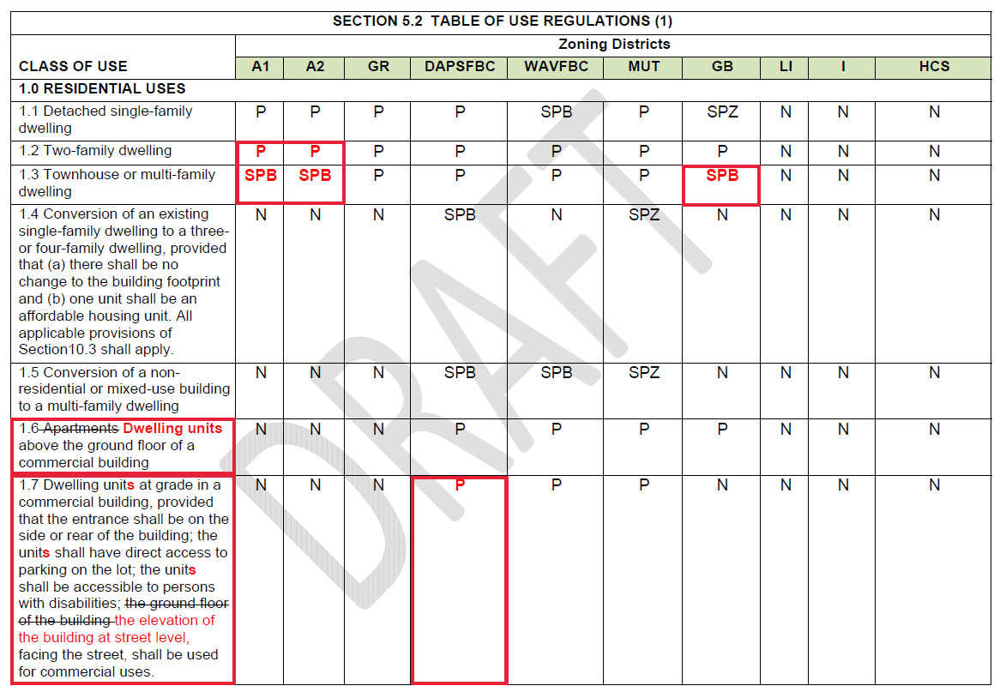 SECTION 5.2 TABLE OF USE REGULATIONS (1)
Zoning Districts
CLASS OF USE A1 A2 GR DAPSFBC WAVFBC MUT GB LI I HCS
1.0 RESIDENTIAL USES
1.1 Detached single-family P P P P SPB P SPZ N N N
dwelling
1.2 Two-family dwelling P P P P P P P N N N
1.3 Townhouse or multi-family SPB SPB P P P P SPB N N N
dwelling
1.4 Conversion of an existing N N N SPB N SPZ N N N N
single-family dwelling to a three-
or four-family dwelling, provided
that (a) there shall be no
change to the building footprint
and (b) one unit shall be an
affordable housing unit. All
applicable provisions of
Section10.3 shall apply.
1.5 Conversion of a non- N N N SPB SPB SPZ N N N N
residential or mixed-use building
to a multi-family dwelling
1.6 Apartments Dwelling units N N N P P P P N N N
above the ground floor of a
commercial building
1.7 Dwelling units at grade in a N N N P P P N N N N
commercial building, provided
that the entrance shall be on the
side or rear of the building; the
units shall have direct access to
parking on the lot; the units
shall be accessible to persons
with disabilities; the ground floor
of the building the elevation of
the building at street level,
facing the street, shall be used
for commercial uses.
DRAFT